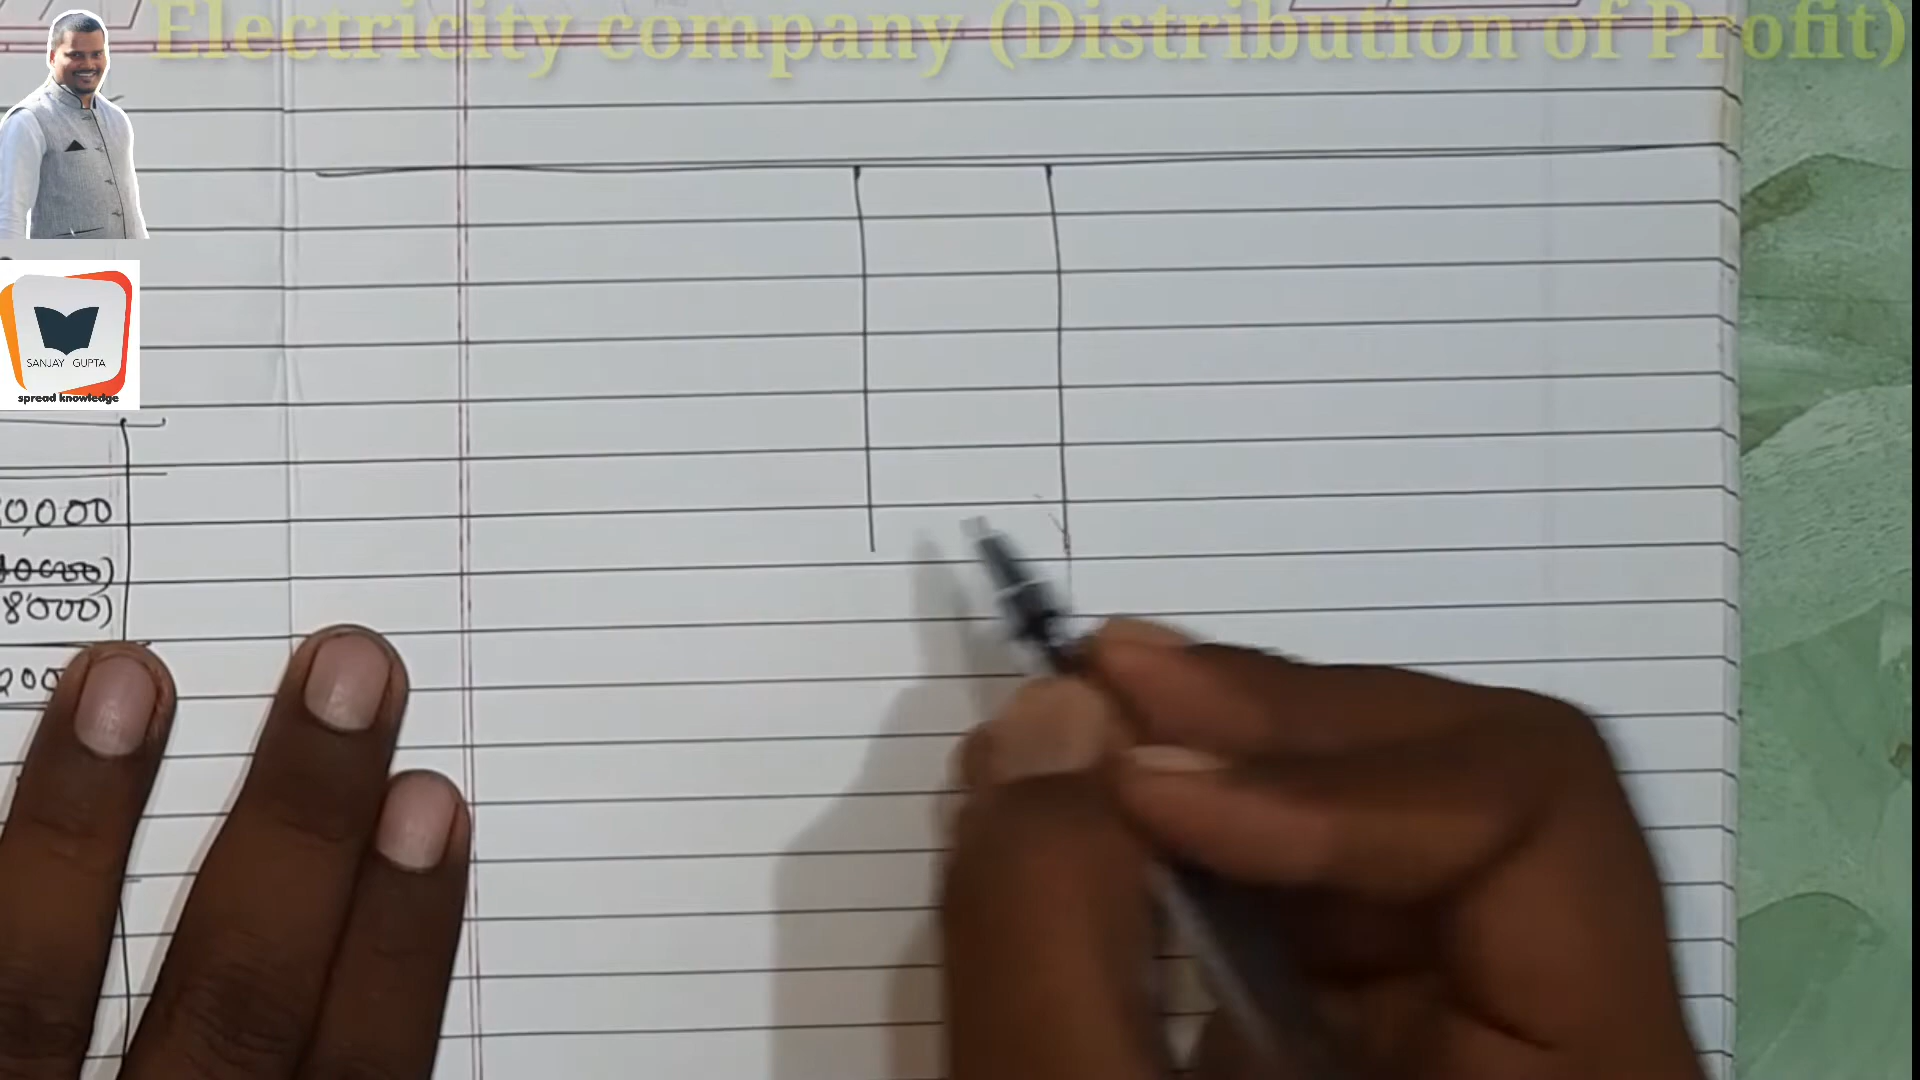 Electricity company (Distribution of Profit)
SANJAY GUPTA
spread knowledge
0,000
8000)